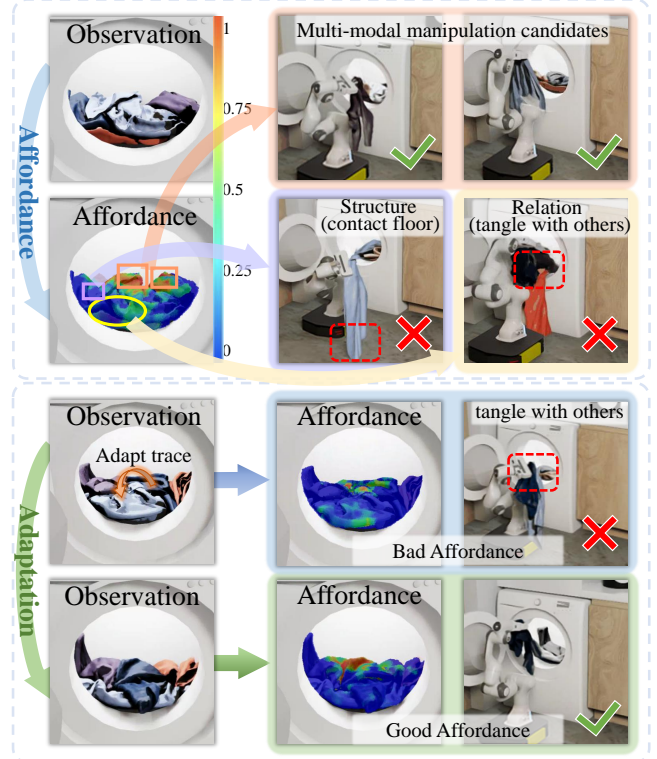 Observation
1
0.75
0.5
0.25
0
Multi-modal manipulation candidates
Affordance
Affordance
Structure
(contact floor)
Relation
(tangle with others)
Observation
Adapt trace
Affordance
tangle with others
Bad Affordance
Adaptation
Observation
Affordance
Good Affordance